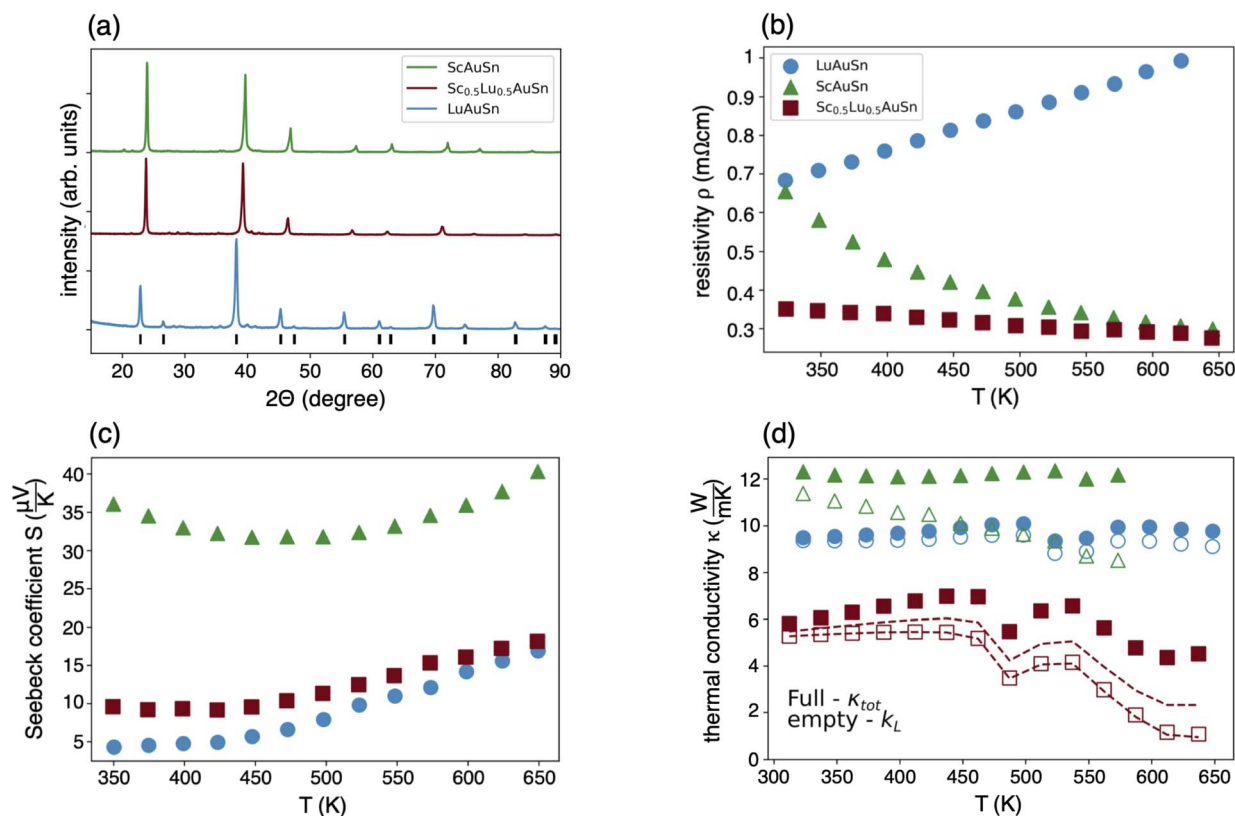 (a)
ScAuSn
Sc0.5Lu0.5AuSn
LuAuSn
intensity (arb. units)
20 30 40 50 60 70 80 90
2Θ (degree)
(b)
LuAuSn
ScAuSn
Sc0.5Lu0.5AuSn
resistivity ρ (mΩcm)
1
0.9
0.8
0.7
0.6
0.5
0.4
0.3
350 400 450 500 550 600 650
T (K)
(c)
Seebeck coefficient S (μV/K)
40
35
30
25
20
15
10
5
350 400 450 500 550 600 650
T (K)
(d)
thermal conductivity κ (W/mK)
12
10
8
6
4
2
0
Full - κtot
empty - kL
300 350 400 450 500 550 600 650
T (K)